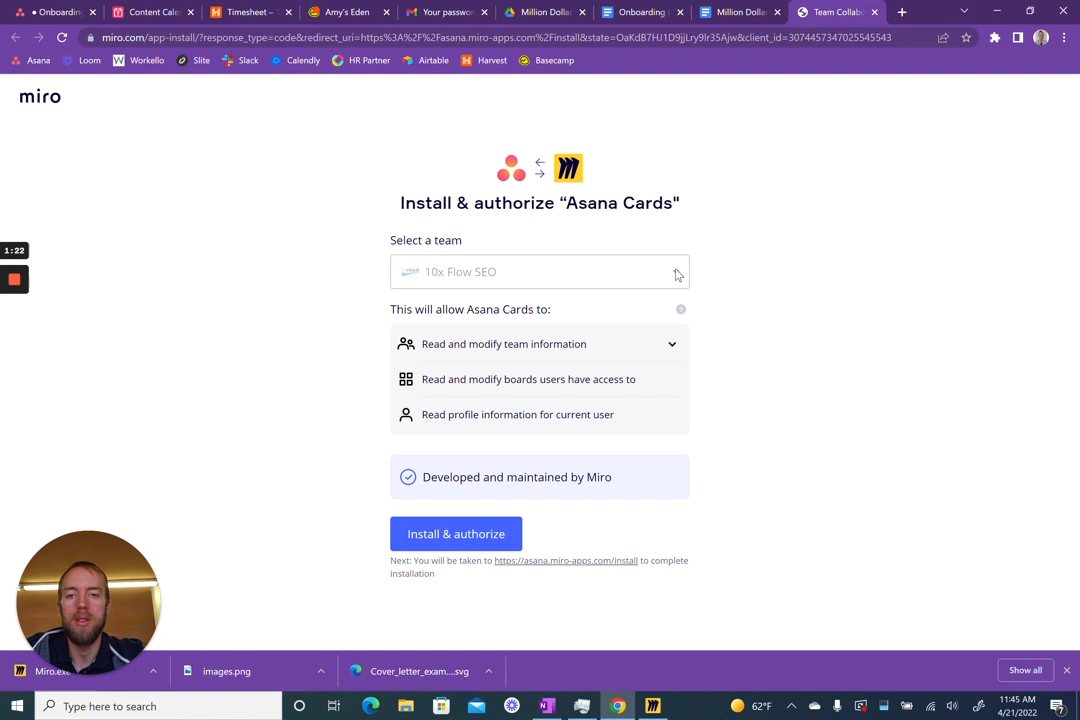 Onboarding
Content Cale
Timesheet –
Amy's Eden
Your passwor
Million Dollar
Onboarding
Million Dollar
Team Collabo
miro.com/app-install/?response_type=code&redirect_uri=https%3A%2F%2Fasana.miro-apps.com%2Finstall&state=OaKdB7HJ1D9jjLry9lr35Ajw&client_id=3074457347025545543
Asana
Loom
Workello
Slite
Slack
Calendly
HR Partner
Airtable
Harvest
Basecamp
miro
Install & authorize “Asana Cards"
Select a team
1:22
10x Flow SEO
This will allow Asana Cards to:
Read and modify team information
Read and modify boards users have access to
Read profile information for current user
Developed and maintained by Miro
Install & authorize
Next: You will be taken to https://asana.miro-apps.com/install to complete
installation
Miro.exe
images.png
Cover_letter_exam....svg
Show all
Type here to search
62°F
11:45 AM
4/21/2022
7